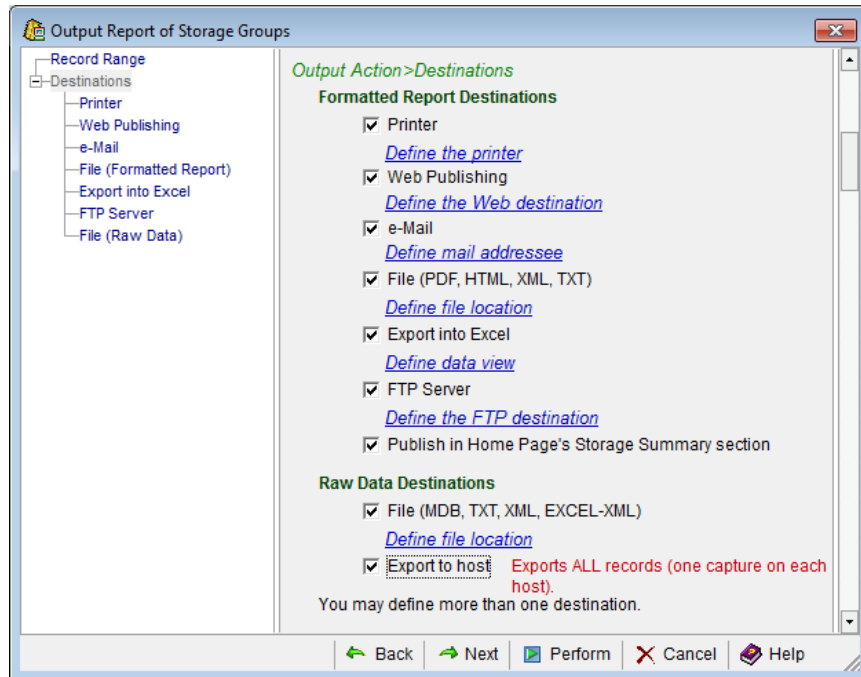 Output Report of Storage Groups
Record Range
Destinations
Printer
Web Publishing
e-Mail
File (Formatted Report)
Export into Excel
FTP Server
File (Raw Data)
Output Action>Destinations
Formatted Report Destinations
Printer
Define the printer
Web Publishing
Define the Web destination
e-Mail
Define mail addressee
File (PDF, HTML, XML, TXT)
Define file location
Export into Excel
Define data view
FTP Server
Define the FTP destination
Publish in Home Page's Storage Summary section
Raw Data Destinations
File (MDB, TXT, XML, EXCEL-XML)
Define file location
Export to host Exports ALL records (one capture on each
host).
You may define more than one destination.
Back Next Perform Cancel Help